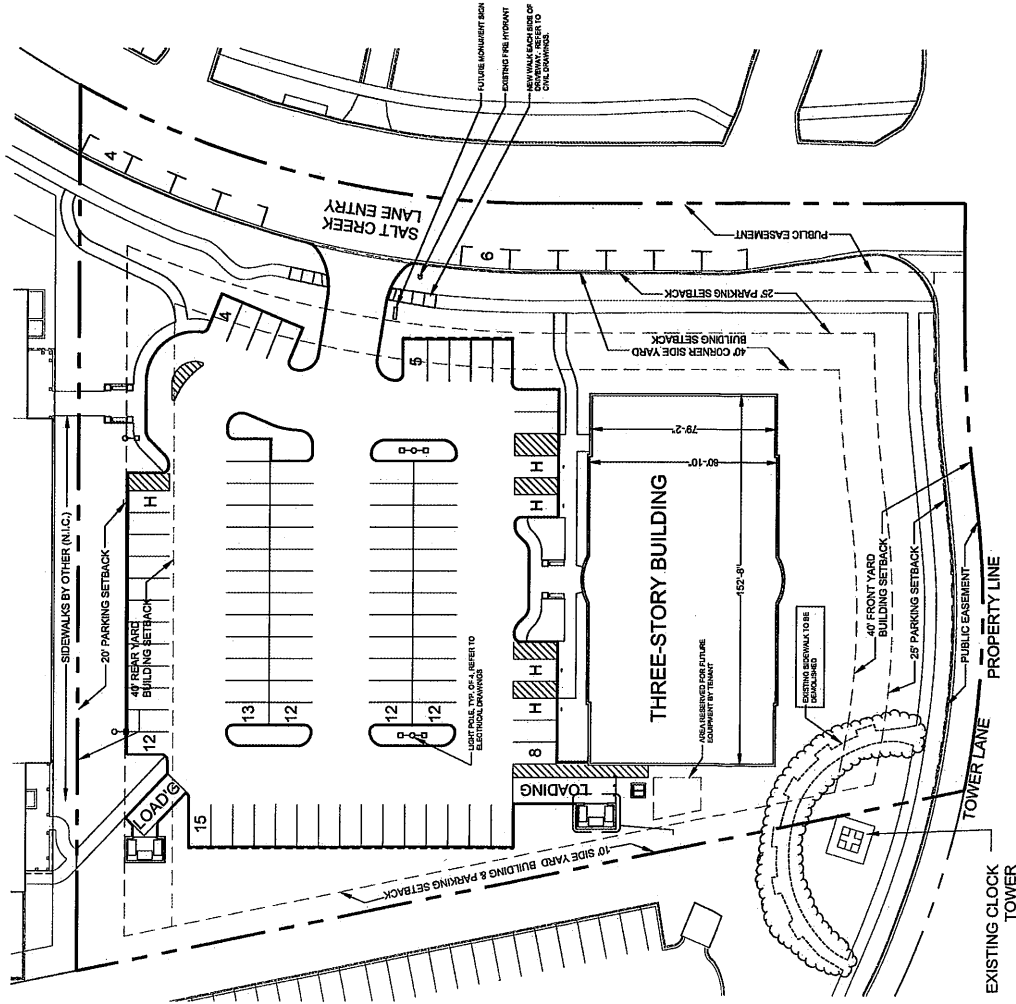 FUTURE MONUMENT SIGN
EXISTING FIRE HYDRANT
NEW WALK EACH SIDE OF
DRIVEWAY. REFER TO
CIVIL DRAWINGS.
4
SALT CREEK
LANE ENTRY
6
PUBLIC EASEMENT
25' PARKING SETBACK
40' CORNER SIDE YARD
BUILDING SETBACK
4
5
SIDEWALKS BY OTHER (N.I.C.)
20' PARKING SETBACK
40' REAR YARD
BUILDING SETBACK
H
12
13
12
12
12
LIGHT POLE, TYP. OF 4, REFER TO
ELECTRICAL DRAWINGS
H
H
H
H
8
LOAD'G
15
LOADING
THREE-STORY BUILDING
79'-2"
80'-10"
152'-8"
AREA RESERVED FOR FUTURE
EQUIPMENT BY TENANT
EXISTING SIDEWALK TO BE
DEMOLISHED
40' FRONT YARD
BUILDING SETBACK
25' PARKING SETBACK
PUBLIC EASEMENT
PROPERTY LINE
TOWER LANE
10' SIDE YARD BUILDING & PARKING SETBACK
EXISTING CLOCK
TOWER